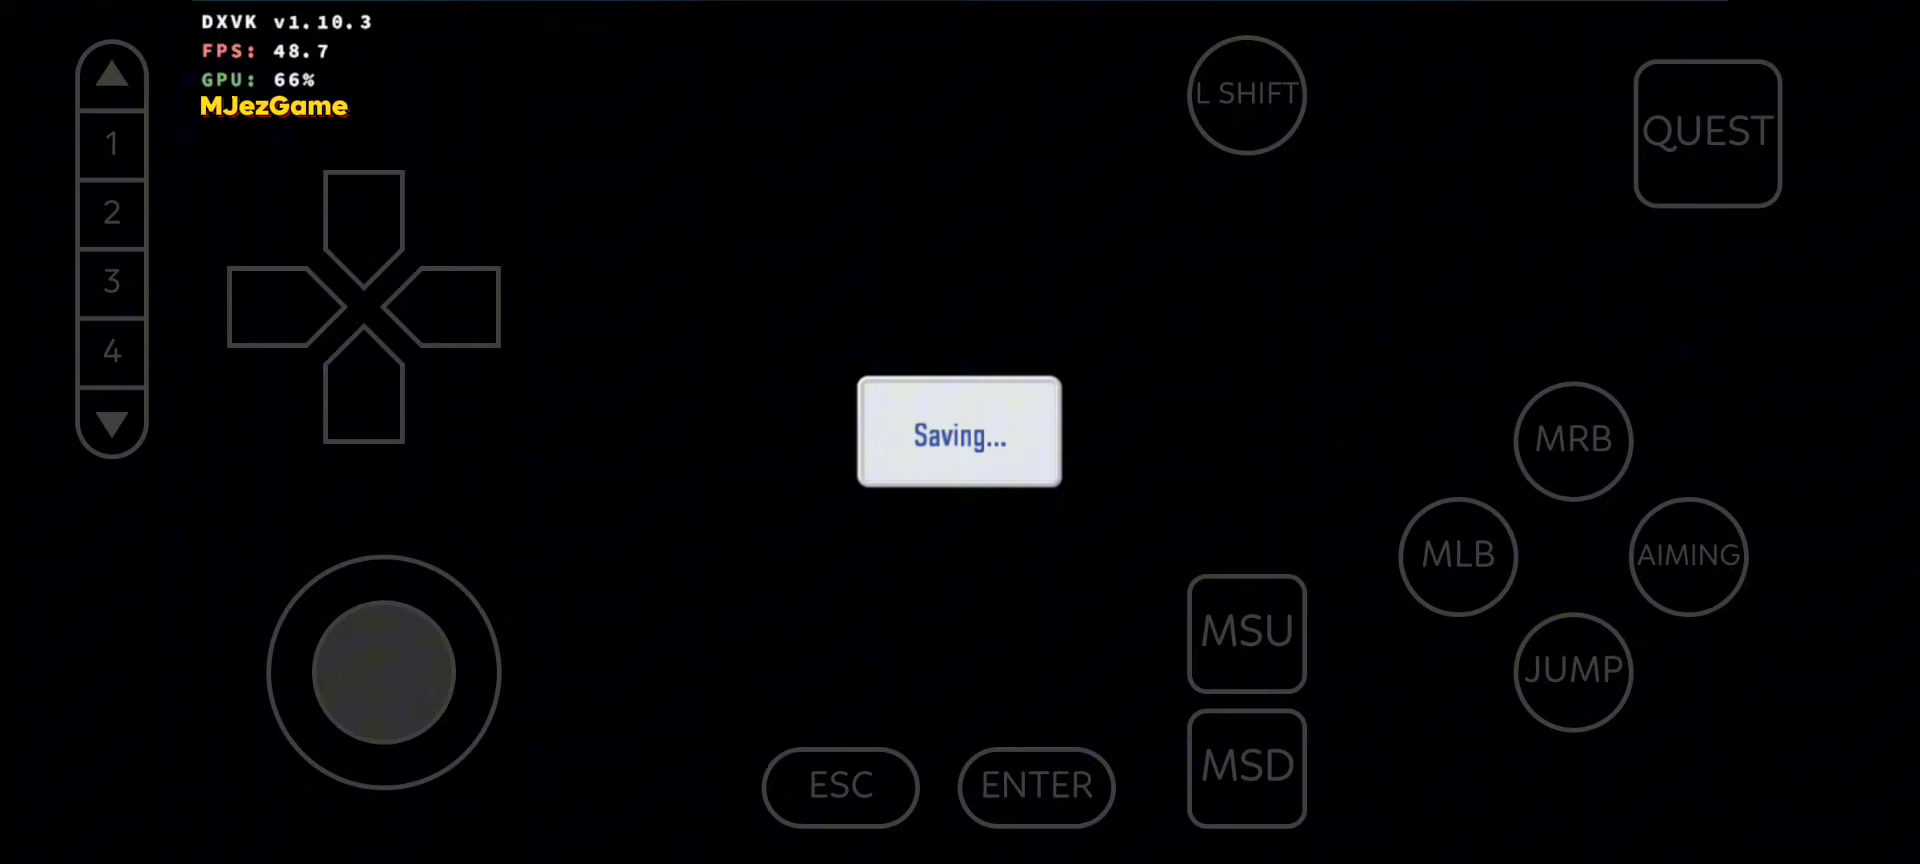 DXVK v1.10.3
FPS: 48.7
GPU: 66%
MJezGame
L SHIFT
QUEST
1
2
3
4
Saving...
MRB
MLB
AIMING
MSU
JUMP
MSD
ESC
ENTER